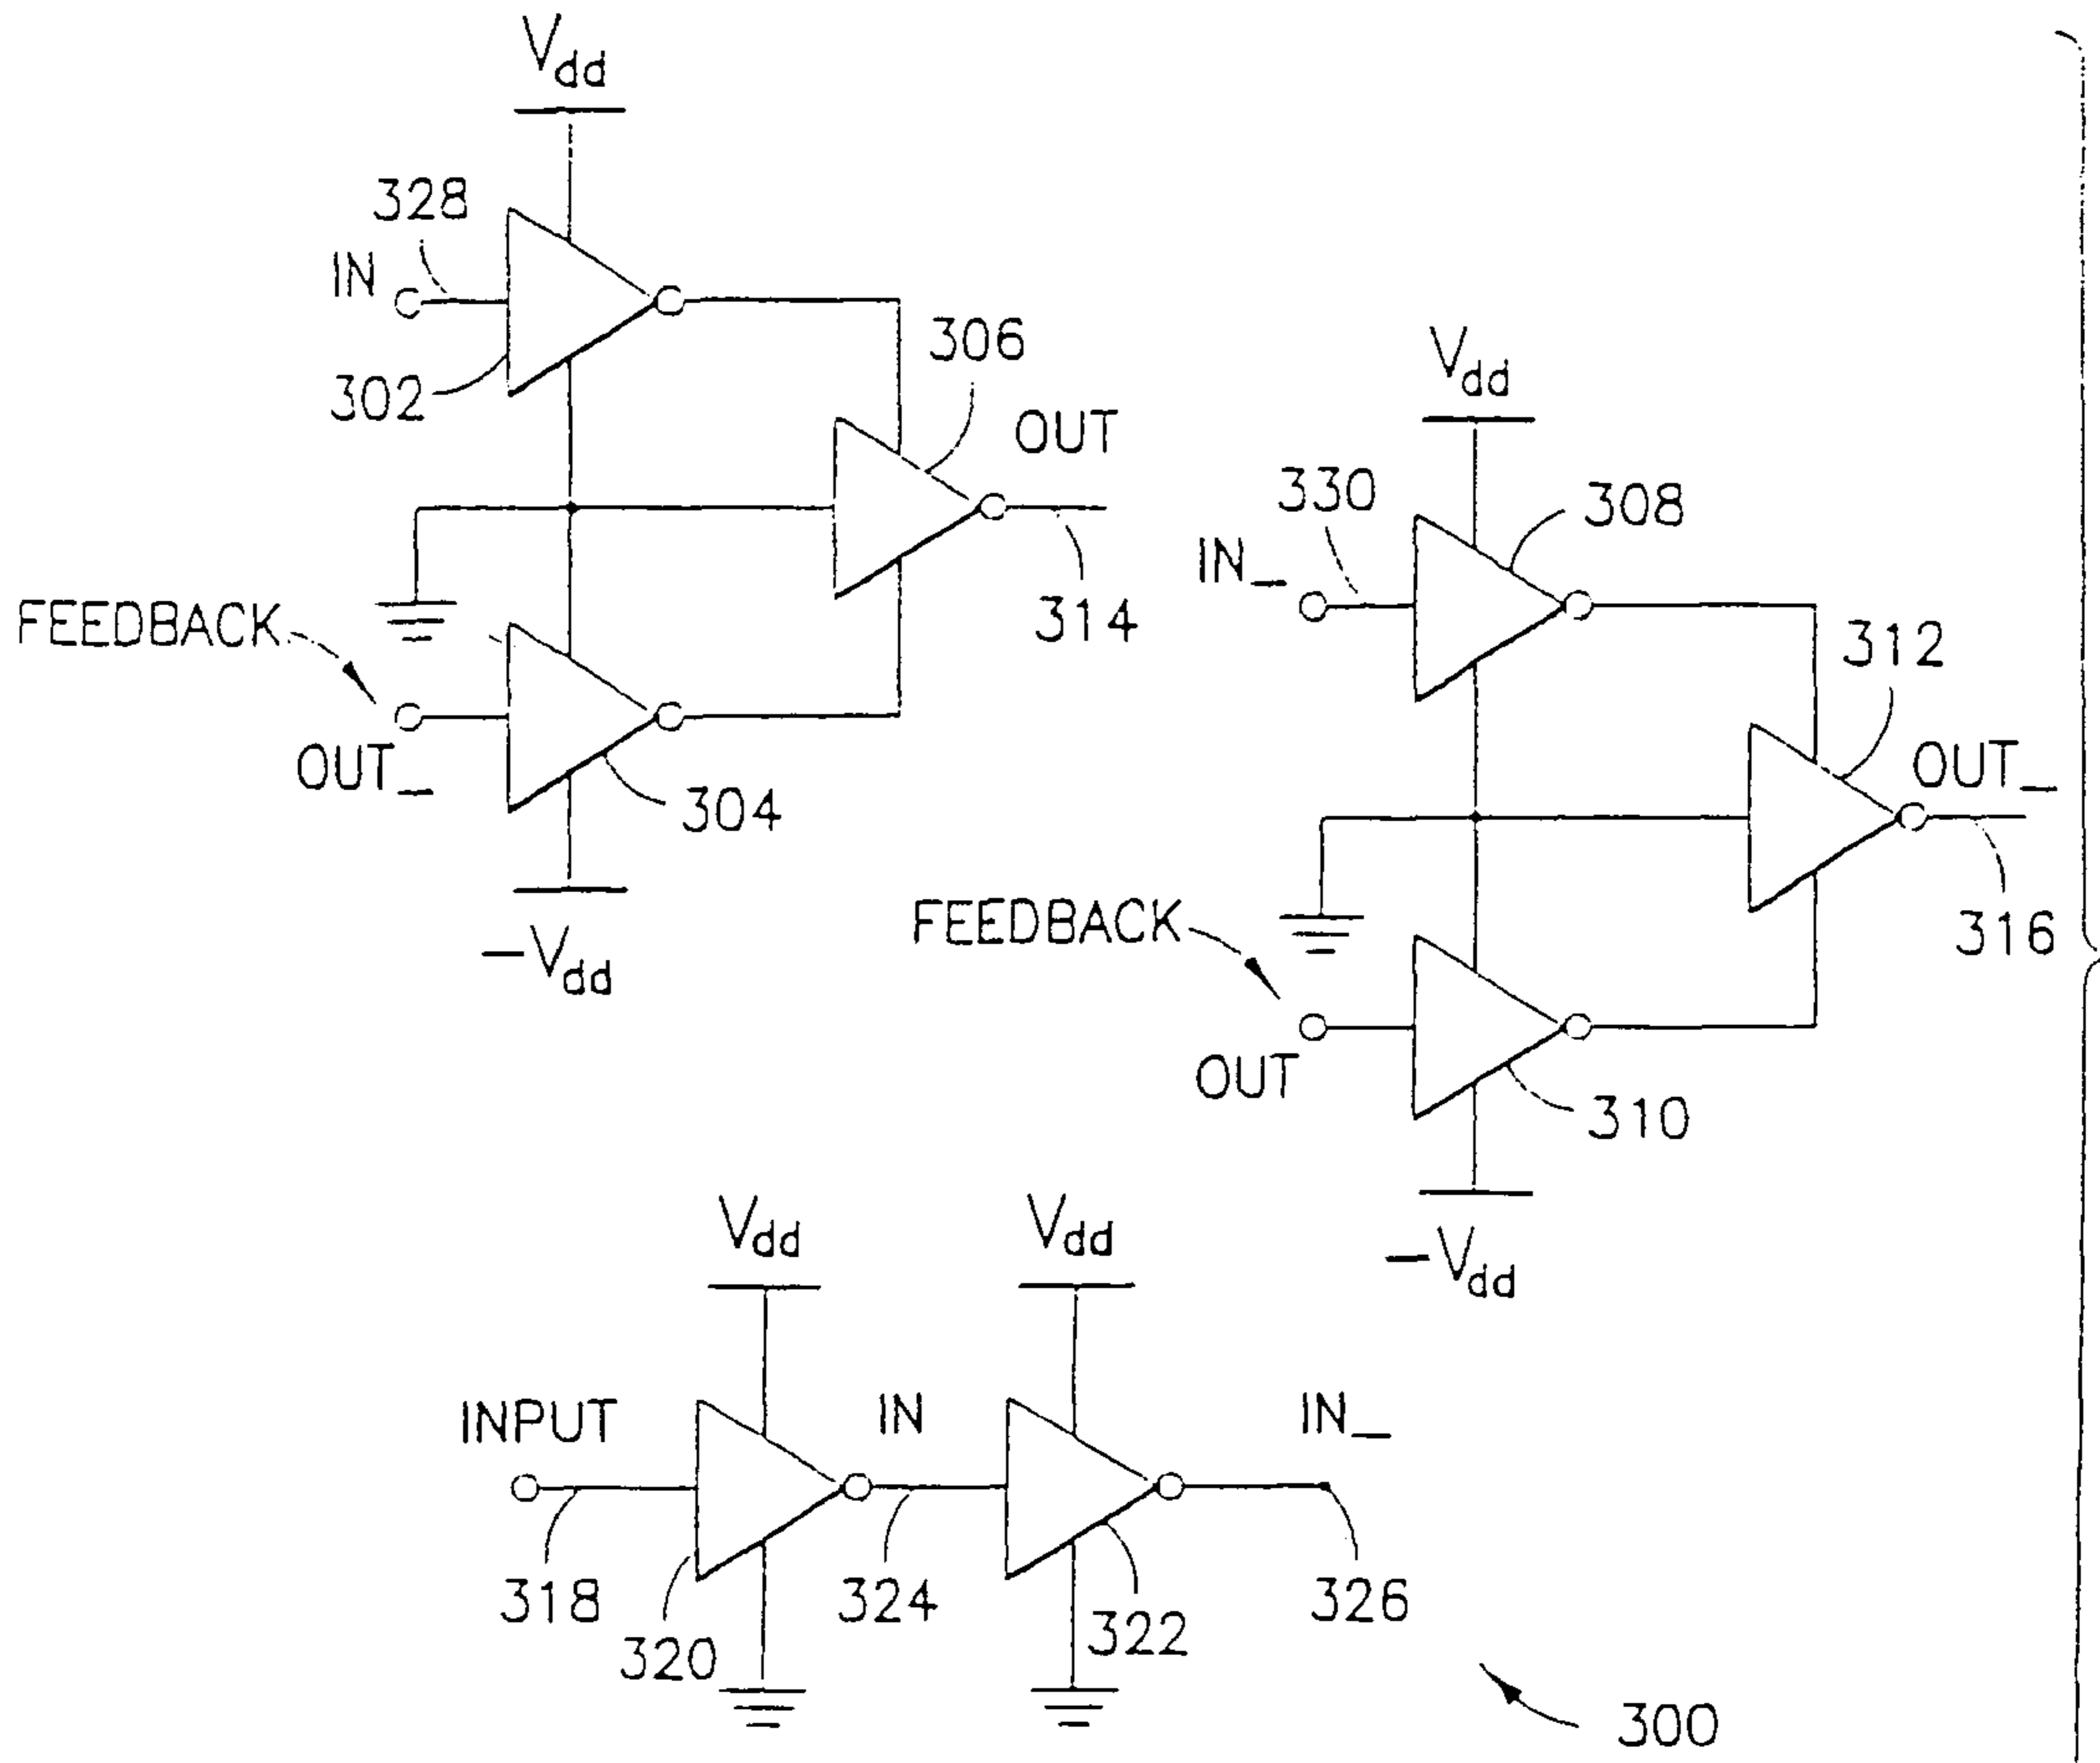 Vdd
328
IN
302
306
OUT
314
FEEDBACK
OUT_
304
-Vdd
Vdd
330
308
IN_
312
OUT_
316
FEEDBACK
OUT
310
-Vdd
Vdd
Vdd
INPUT
IN
IN_
318
320
324
322
326
300